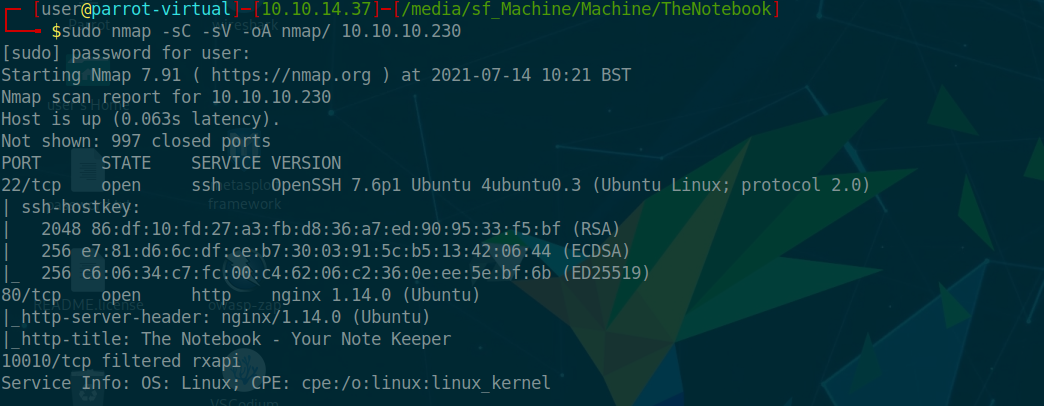 [user@parrot-virtual]─[10.10.14.37]─[/media/sf_Machine/Machine/TheNotebook]
$sudo nmap -sC -sV -oA nmap/ 10.10.10.230
[sudo] password for user:
Starting Nmap 7.91 ( https://nmap.org ) at 2021-07-14 10:21 BST
Nmap scan report for 10.10.10.230
Host is up (0.063s latency).
Not shown: 997 closed ports
PORT      STATE    SERVICE VERSION
22/tcp    open     ssh     OpenSSH 7.6p1 Ubuntu 4ubuntu0.3 (Ubuntu Linux; protocol 2.0)
| ssh-hostkey:
|   2048 86:df:10:fd:27:a3:fb:d8:36:a7:ed:90:95:33:f5:bf (RSA)
|   256 e7:81:d6:6c:df:ce:b7:30:03:91:5c:b5:13:42:06:44 (ECDSA)
|_  256 c6:06:34:c7:fc:00:c4:62:06:c2:36:0e:ee:5e:bf:6b (ED25519)
80/tcp    open     http    nginx 1.14.0 (Ubuntu)
|_http-server-header: nginx/1.14.0 (Ubuntu)
|_http-title: The Notebook - Your Note Keeper
10010/tcp filtered rxapi
Service Info: OS: Linux; CPE: cpe:/o:linux:linux_kernel
user's Home
framework
README.license
VSCodium